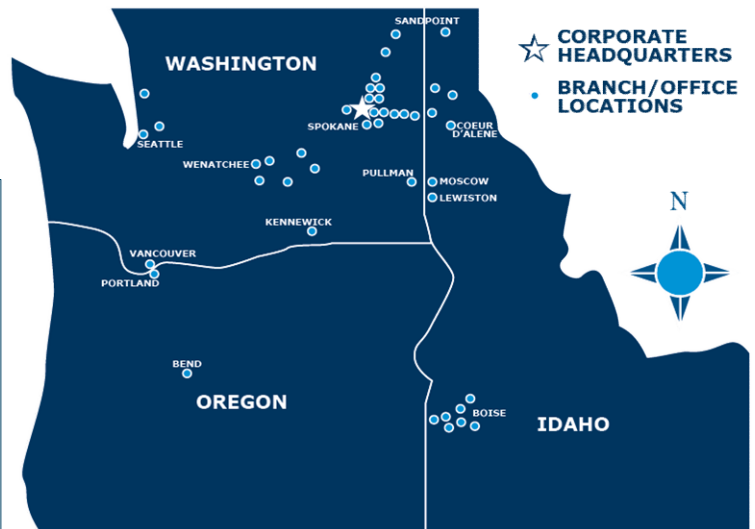 SANDPOINT
CORPORATE
HEADQUARTERS
WASHINGTON
BRANCH/OFFICE
LOCATIONS
SPOKANE
COEUR
D'ALENE
SEATTLE
WENATCHEE
PULLMAN
MOSCOW
LEWISTON
N
KENNEWICK
VANCOUVER
PORTLAND
BEND
OREGON
BOISE
IDAHO